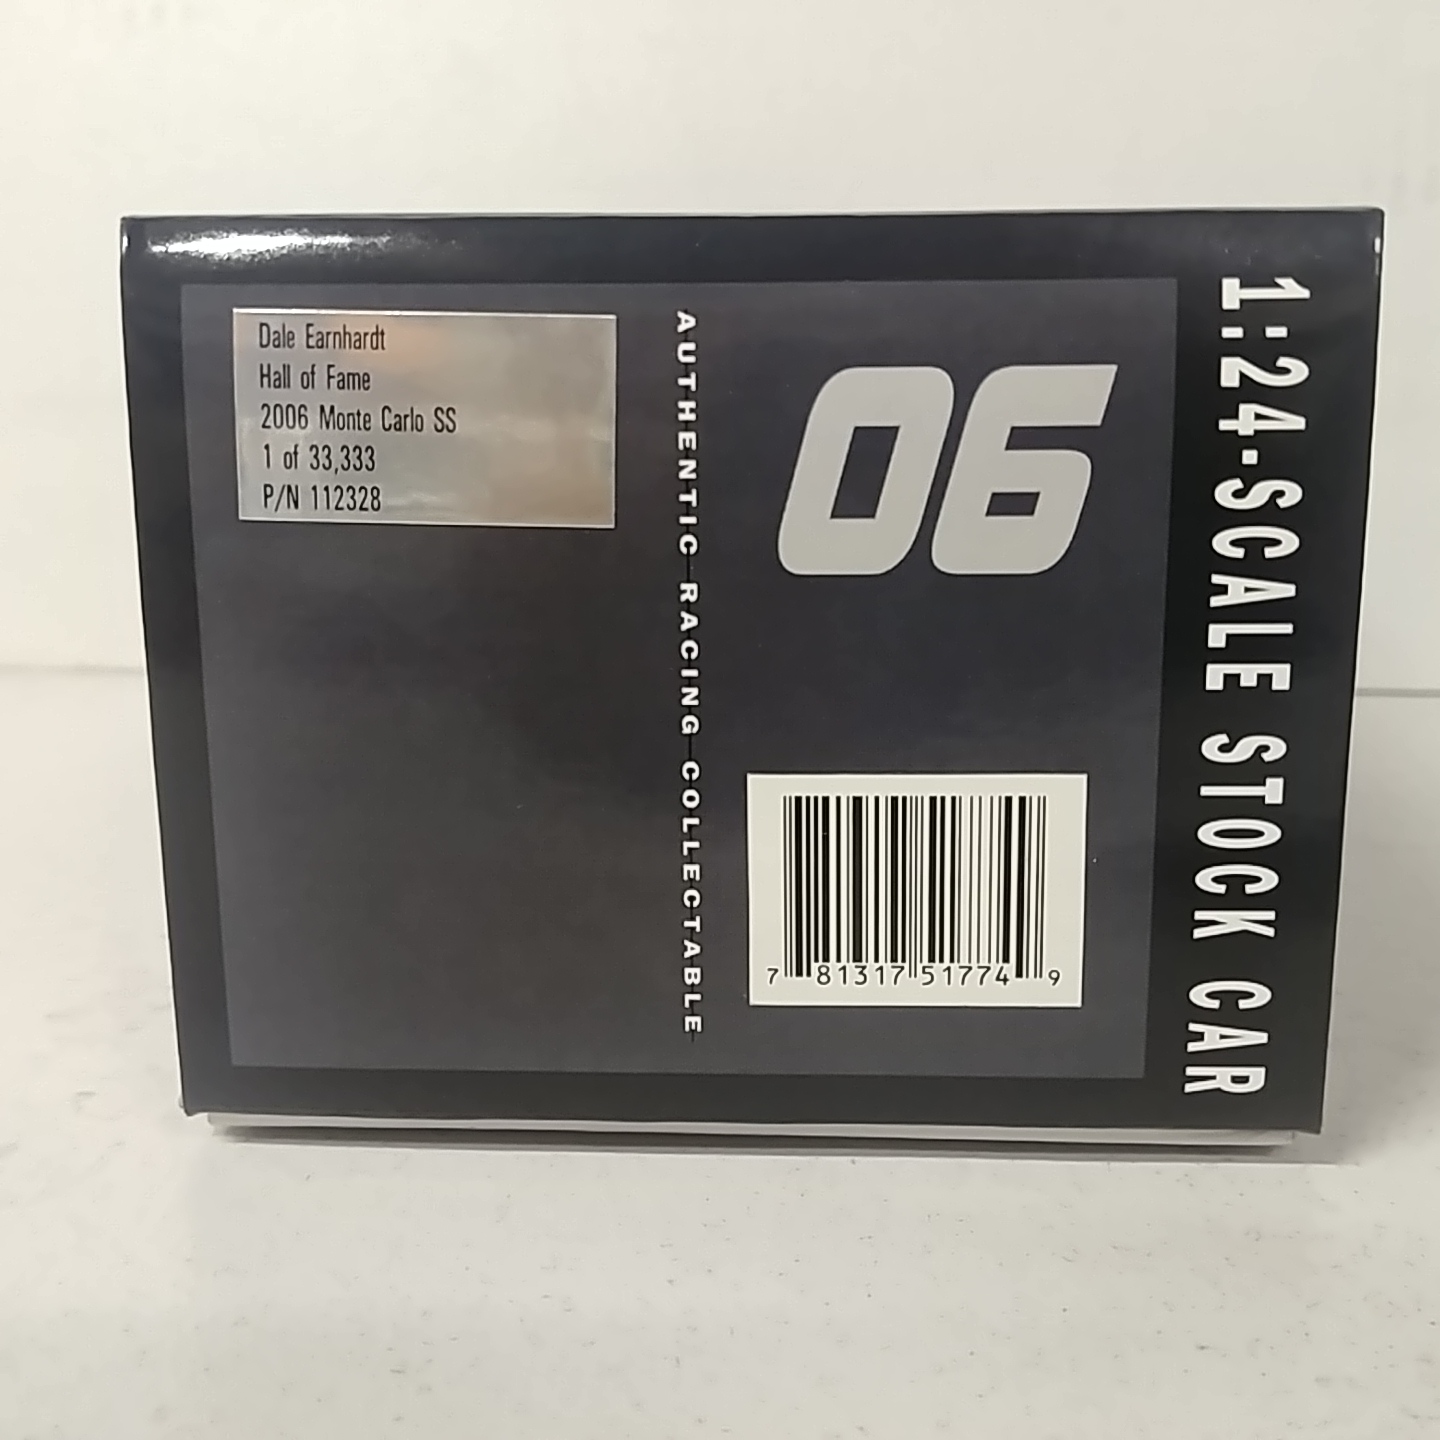 Dale Earnhardt
Hall of Fame
2006 Monte Carlo SS
1 of 33,333
P/N 112328
AUTHENTIC RACING COLLECTABLE
06
7 81317 51774 9
1:24-SCALE STOCK CAR